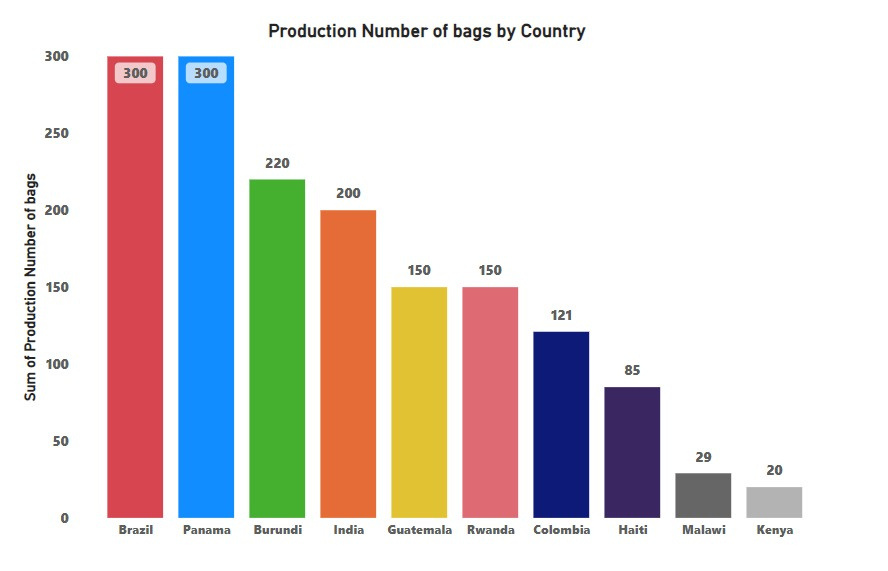 Production Number of bags by Country
Sum of Production Number of bags
300
250
200
150
100
50
0
300
300
220
200
150
150
121
85
29
20
Brazil
Panama
Burundi
India
Guatemala
Rwanda
Colombia
Haiti
Malawi
Kenya